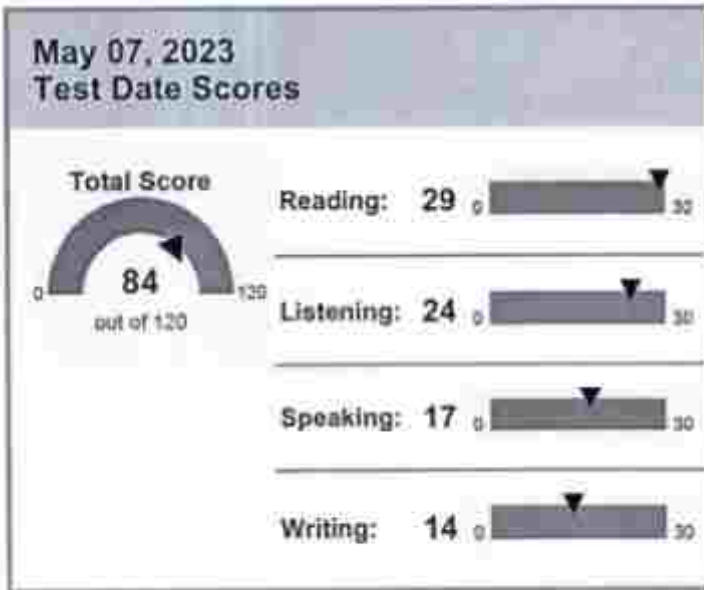 May 07, 2023
Test Date Scores
Total Score
0 84 120
out of 120
Reading: 29 0 30
Listening: 24 0 30
Speaking: 17 0 30
Writing: 14 0 30